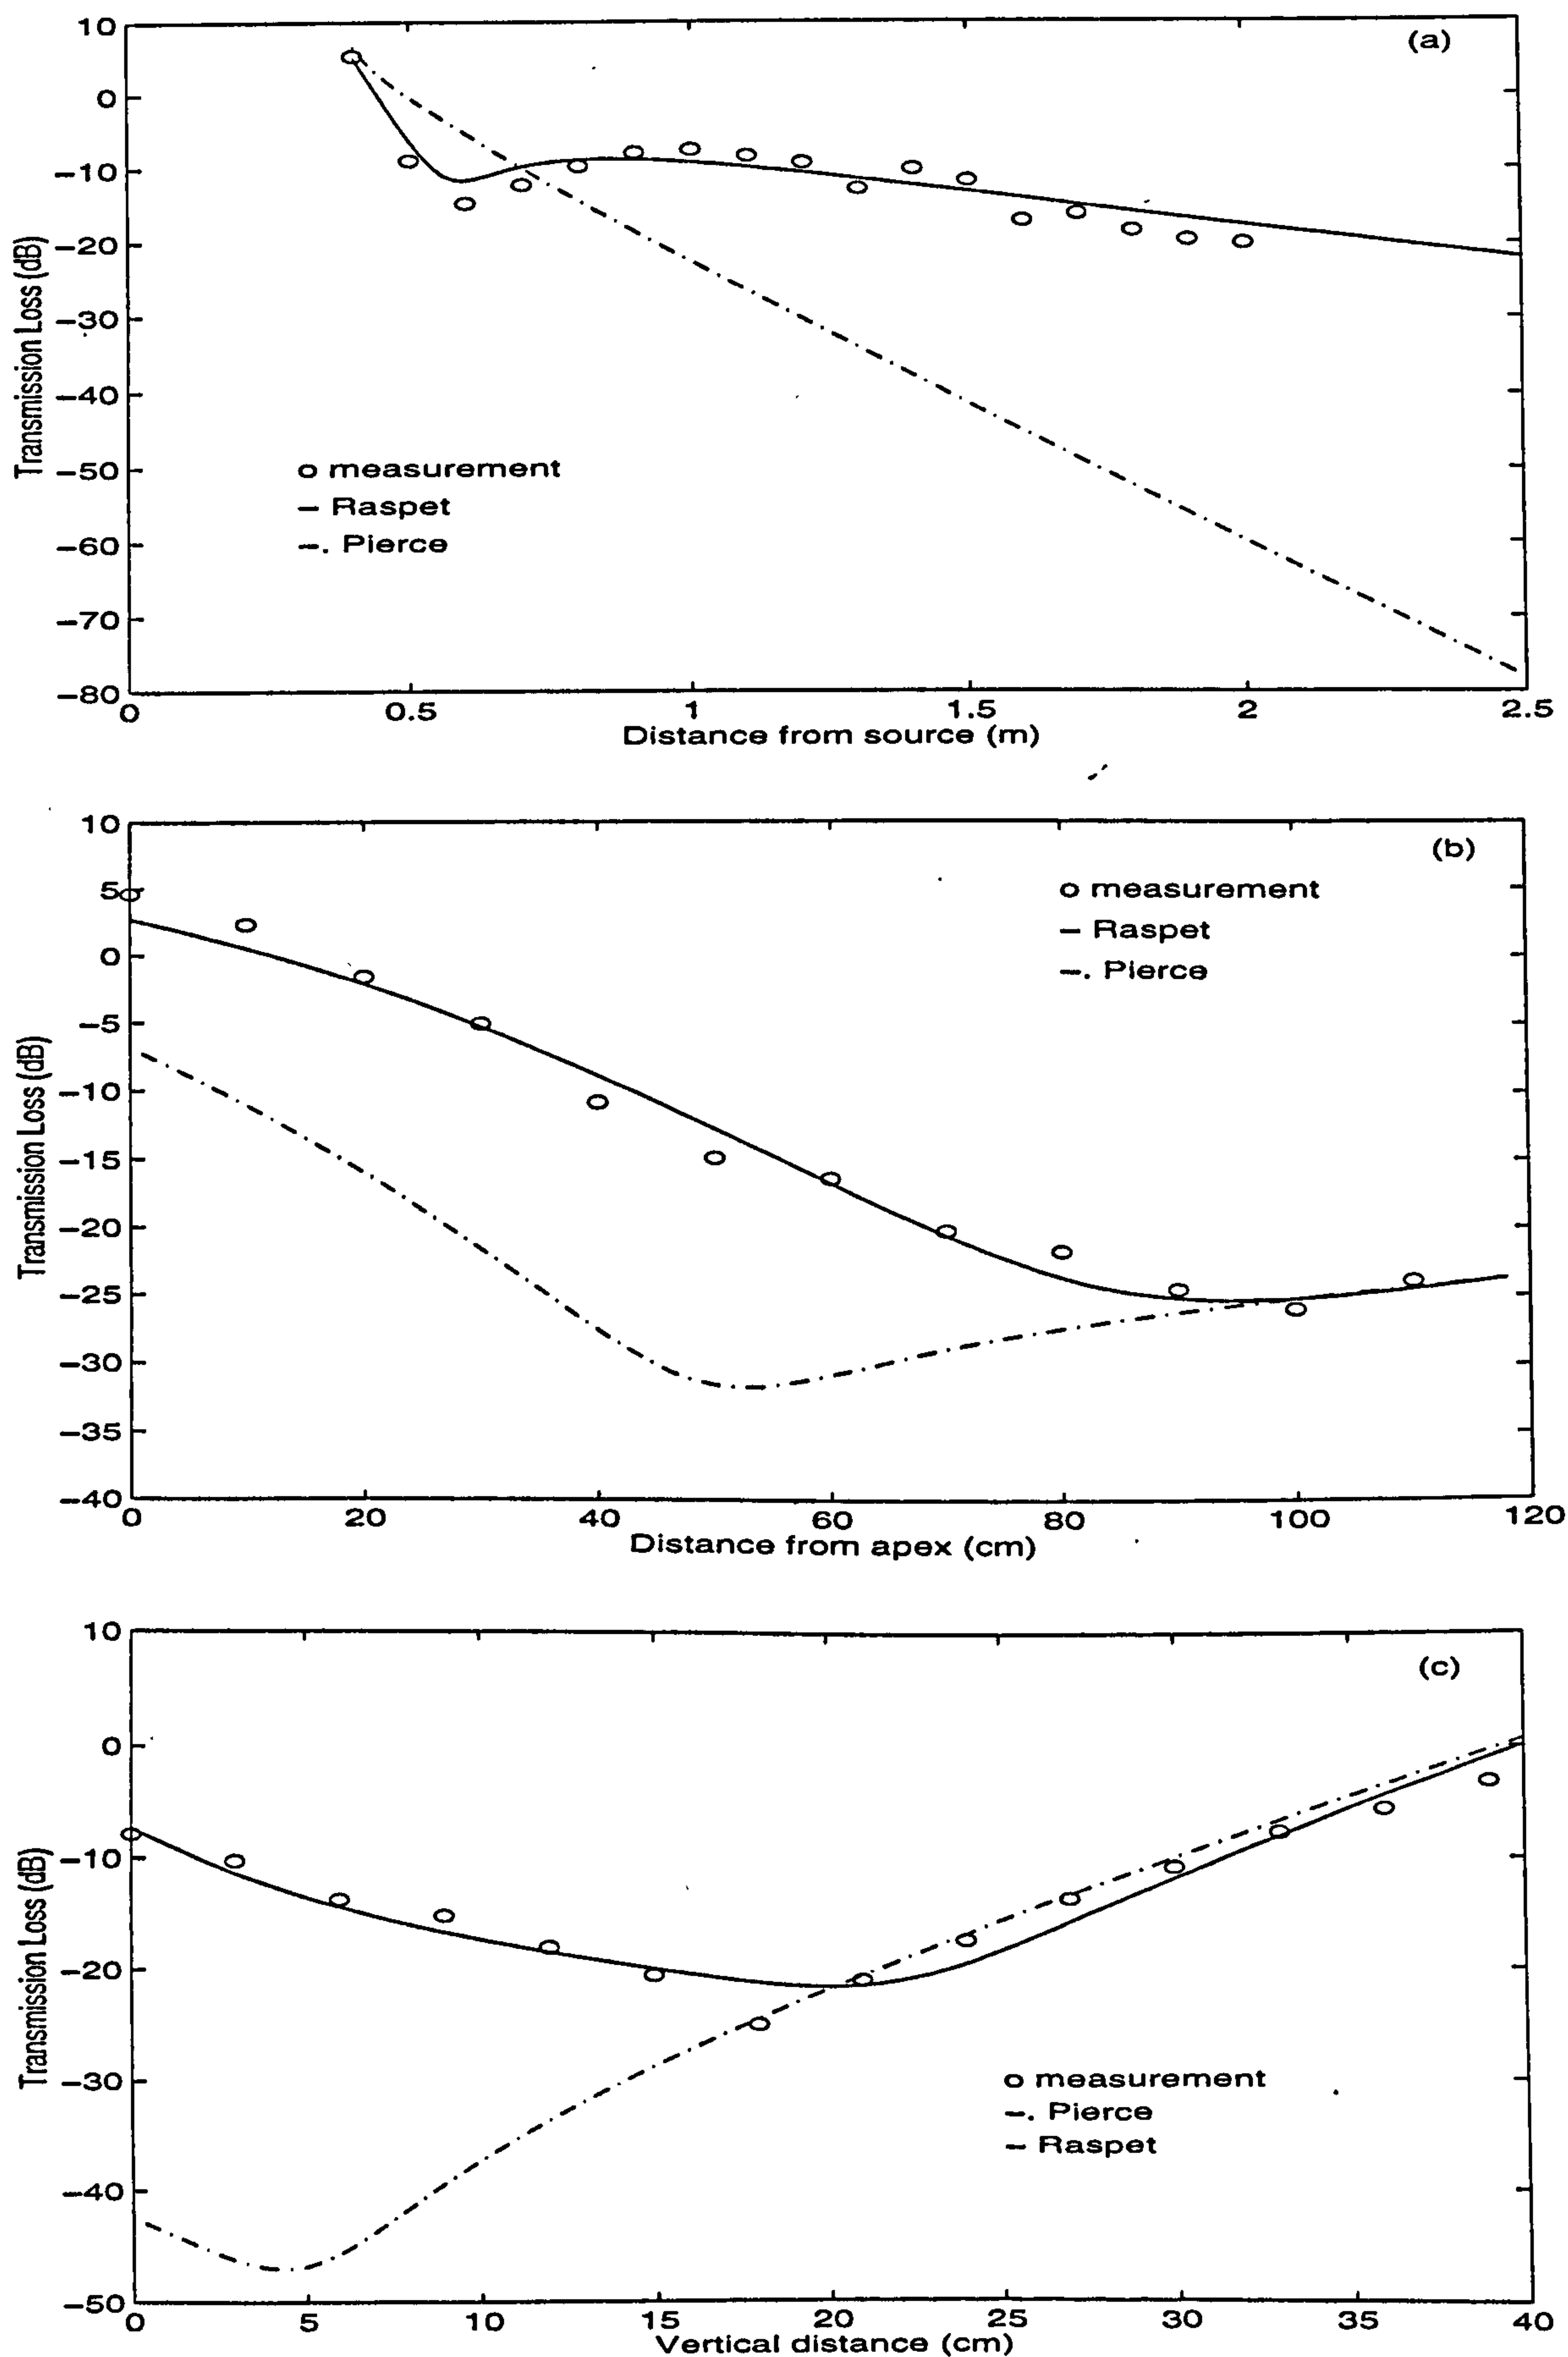 (a)
10
0
−10
−20
−30
−40
−50
−60
−70
−80
Transmission Loss (dB)
o measurement
— Raspet
—. Pierce
0 0.5 1 1.5 2 2.5
Distance from source (m)
(b)
10
5
0
−5
−10
−15
−20
−25
−30
−35
−40
Transmission Loss (dB)
o measurement
— Raspet
—. Pierce
0 20 40 60 80 100 120
Distance from apex (cm)
(c)
10
0
−10
−20
−30
−40
−50
Transmission Loss (dB)
o measurement
—. Pierce
— Raspet
0 5 10 15 20 25 30 35 40
Vertical distance (cm)